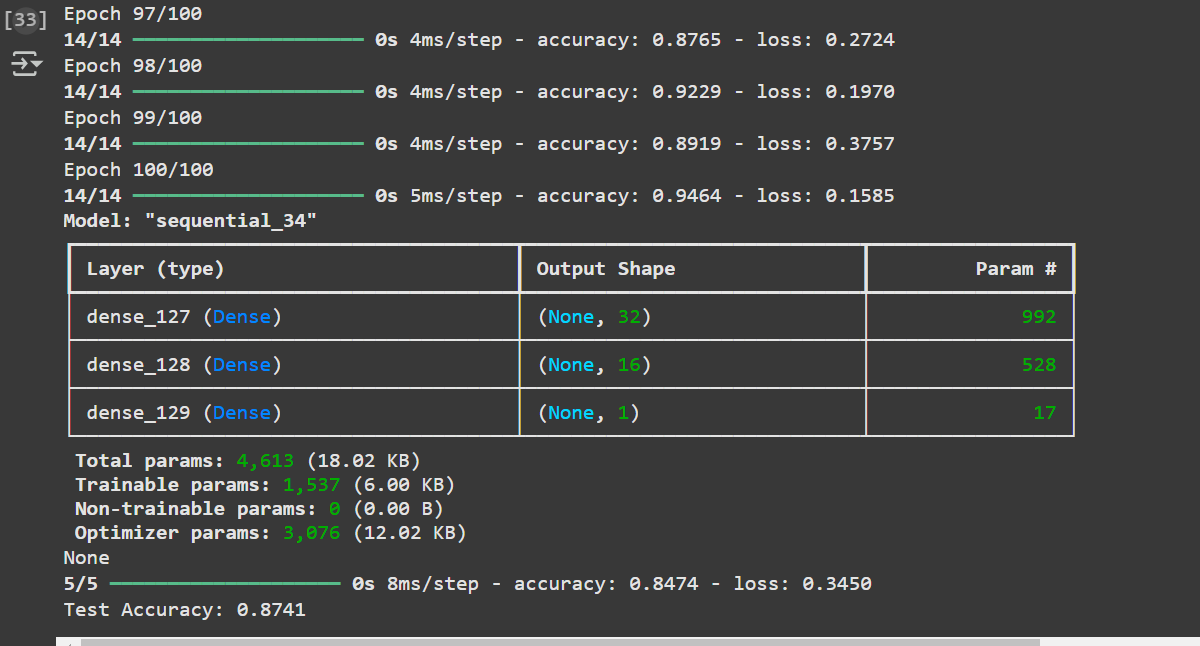 [33]
Epoch 97/100
14/14 ━━━━━━━━━━━━━━━━━━━━ 0s 4ms/step - accuracy: 0.8765 - loss: 0.2724
Epoch 98/100
14/14 ━━━━━━━━━━━━━━━━━━━━ 0s 4ms/step - accuracy: 0.9229 - loss: 0.1970
Epoch 99/100
14/14 ━━━━━━━━━━━━━━━━━━━━ 0s 4ms/step - accuracy: 0.8919 - loss: 0.3757
Epoch 100/100
14/14 ━━━━━━━━━━━━━━━━━━━━ 0s 5ms/step - accuracy: 0.9464 - loss: 0.1585
Model: "sequential_34"
Layer (type) Output Shape Param #
dense_127 (Dense) (None, 32) 992
dense_128 (Dense) (None, 16) 528
dense_129 (Dense) (None, 1) 17
Total params: 4,613 (18.02 KB)
Trainable params: 1,537 (6.00 KB)
Non-trainable params: 0 (0.00 B)
Optimizer params: 3,076 (12.02 KB)
None
5/5 ━━━━━━━━━━━━━━━━━━━━ 0s 8ms/step - accuracy: 0.8474 - loss: 0.3450
Test Accuracy: 0.8741